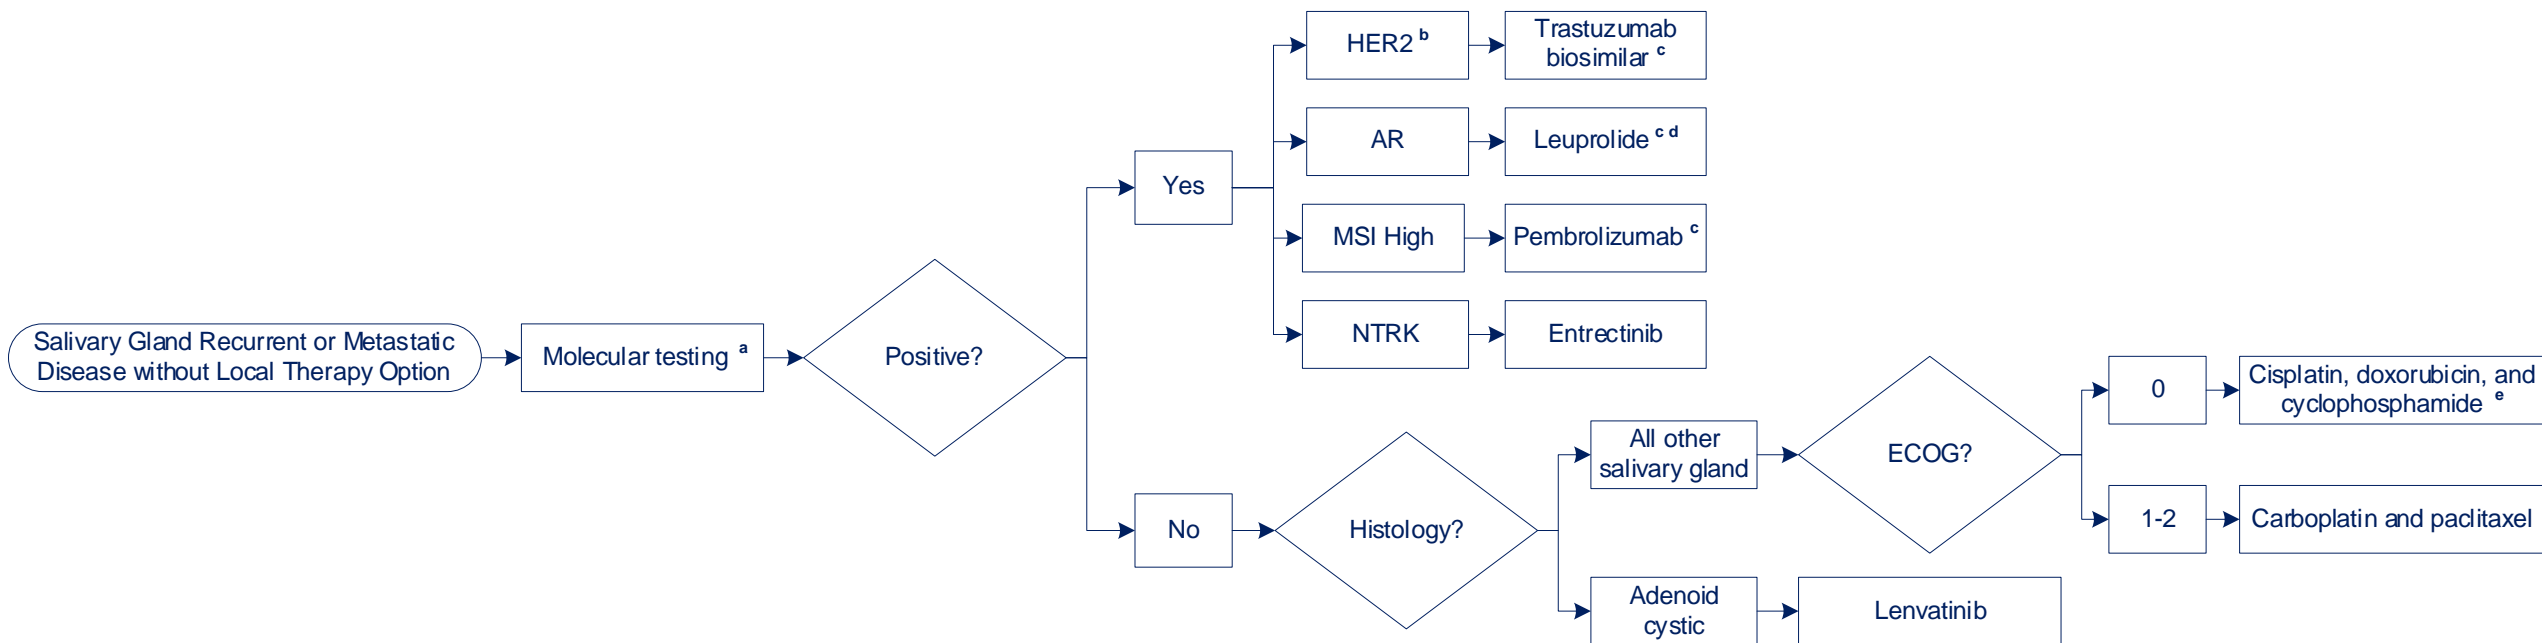 Salivary Gland Recurrent or Metastatic
Disease without Local Therapy Option
Molecular testing a
Positive?
Yes
HER2 b
Trastuzumab
biosimilar c
AR
Leuprolide c d
MSI High
Pembrolizumab c
NTRK
Entrectinib
No
Histology?
All other
salivary gland
ECOG?
0
Cisplatin, doxorubicin, and
cyclophosphamide e
1-2
Carboplatin and paclitaxel
Adenoid
cystic
Lenvatinib